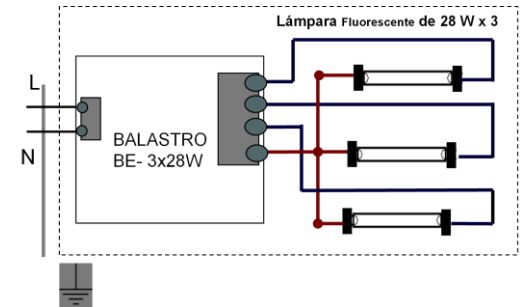 Lámpara Fluorescente de 28 W x 3
L
N
BALASTRO
BE- 3x28W